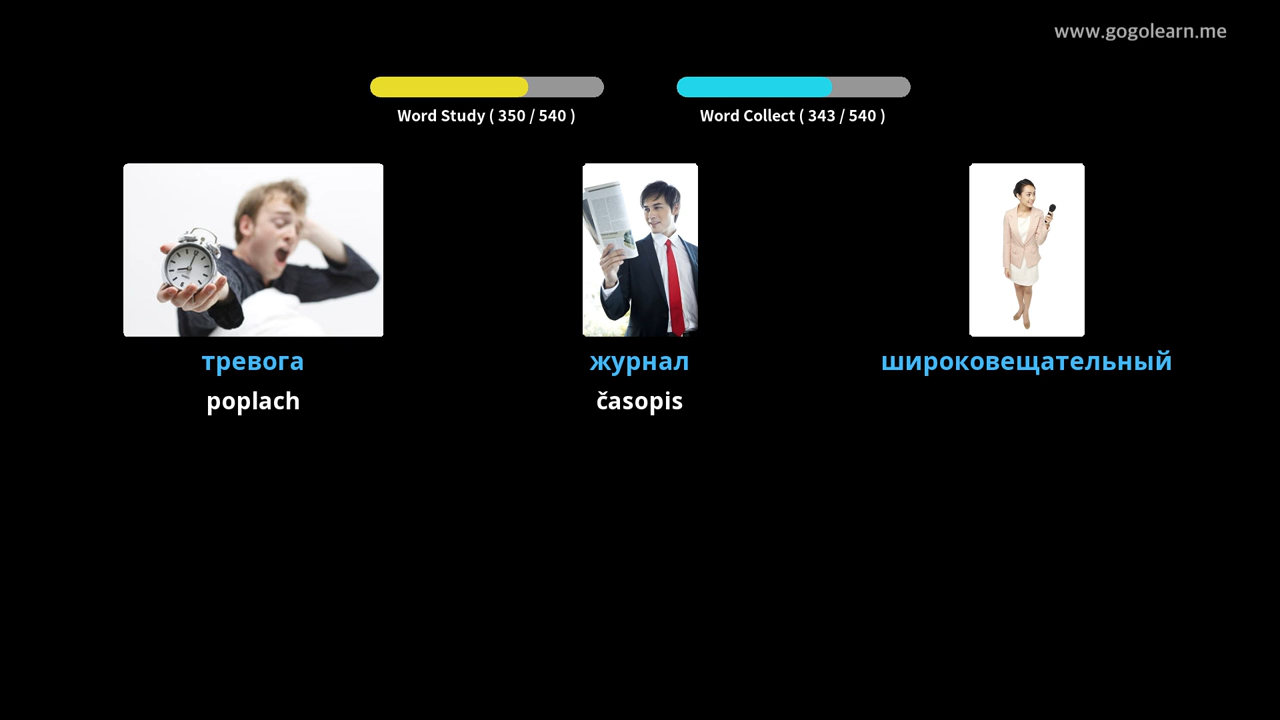 www.gogolearn.me
Word Study ( 350 / 540 )
Word Collect ( 343 / 540 )
тревога
журнал
широковещательный
poplach
časopis